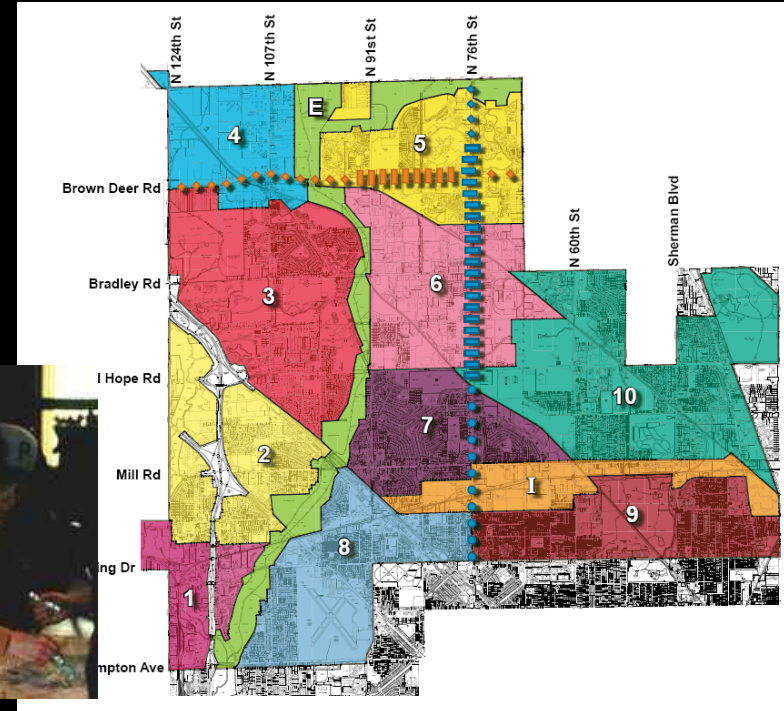 N 124th St
N 107th St
N 91st St
N 76th St
E
4
5
Brown Deer Rd
N 60th St
Sherman Blvd
Bradley Rd
6
3
l Hope Rd
10
7
2
Mill Rd
I
9
8
ing Dr
1
mpton Ave